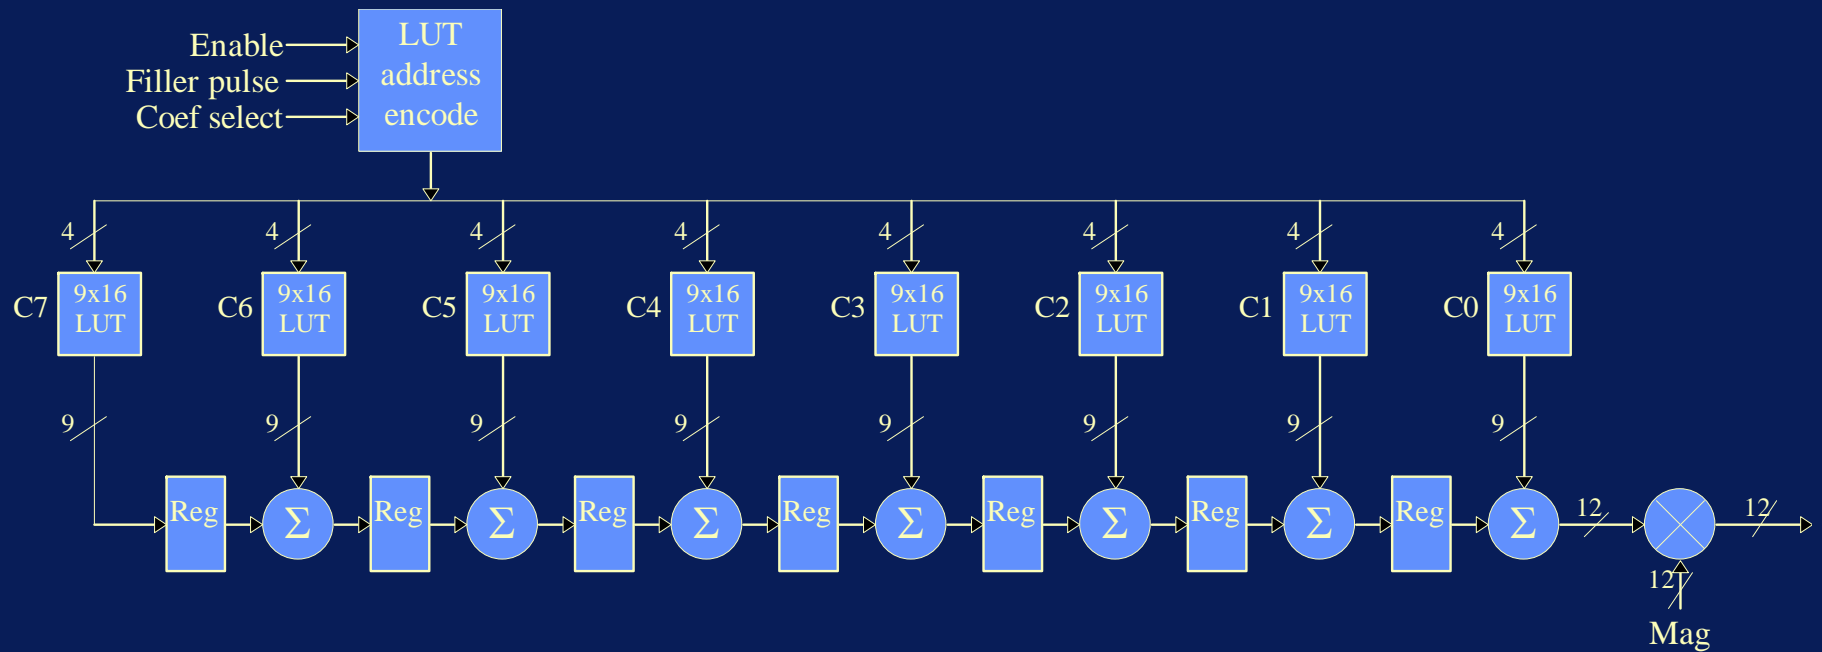 LUT
address
encode
Enable
Filler pulse
Coef select
4 4 4 4 4 4 4 4
C7 9x16 C6 9x16 C5 9x16 C4 9x16 C3 9x16 C2 9x16 C1 9x16 C0 9x16
LUT LUT LUT LUT LUT LUT LUT LUT
9 9 9 9 9 9 9 9
Reg Σ Reg Σ Reg Σ Reg Σ Reg Σ Reg Σ Reg Σ 12 12
12
Mag